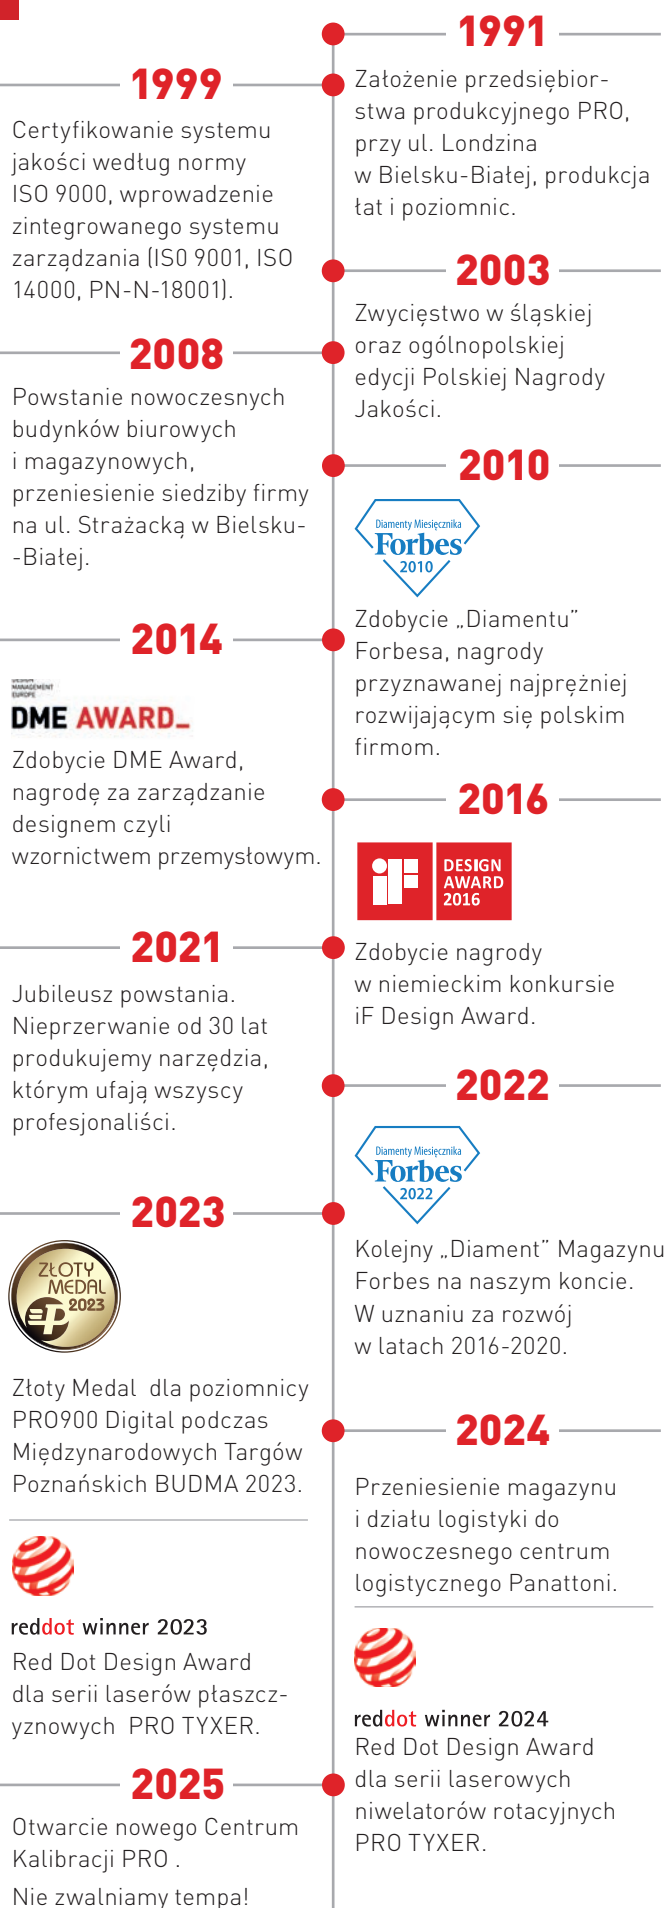 1991
Założenie przedsiębior-
stwa produkcyjnego PRO,
przy ul. Londzina
w Bielsku-Białej, produkcja
łat i poziomnic.
1999
Certyfikowanie systemu
jakości według normy
ISO 9000, wprowadzenie
zintegrowanego systemu
zarządzania (IS0 9001, ISO
14000, PN-N-18001).
2003
Zwycięstwo w śląskiej
oraz ogólnopolskiej
edycji Polskiej Nagrody
Jakości.
2008
Powstanie nowoczesnych
budynków biurowych
i magazynowych,
przeniesienie siedziby firmy
na ul. Strażacką w Bielsku-
-Białej.
2010
Diamenty Miesięcznika
Forbes
2010
Zdobycie „Diamentu”
Forbesa, nagrody
przyznawanej najprężniej
rozwijającym się polskim
firmom.
2014
MANAGEMENT
EUROPE
DME AWARD_
Zdobycie DME Award,
nagrodę za zarządzanie
designem czyli
wzornictwem przemysłowym.
2016
iF
DESIGN
AWARD
2016
Zdobycie nagrody
w niemieckim konkursie
iF Design Award.
2021
Jubileusz powstania.
Nieprzerwanie od 30 lat
produkujemy narzędzia,
którym ufają wszyscy
profesjonaliści.
2022
Diamenty Miesięcznika
Forbes
2022
Kolejny „Diament” Magazynu
Forbes na naszym koncie.
W uznaniu za rozwój
w latach 2016-2020.
2023
ZŁOTY
MEDAL
2023
Złoty Medal dla poziomnicy
PRO900 Digital podczas
Międzynarodowych Targów
Poznańskich BUDMA 2023.
reddot winner 2023
Red Dot Design Award
dla serii laserów płaszcz-
yznowych PRO TYXER.
2024
Przeniesienie magazynu
i działu logistyki do
nowoczesnego centrum
logistycznego Panattoni.
reddot winner 2024
Red Dot Design Award
dla serii laserowych
niwelatorów rotacyjnych
PRO TYXER.
2025
Otwarcie nowego Centrum
Kalibracji PRO .
Nie zwalniamy tempa!